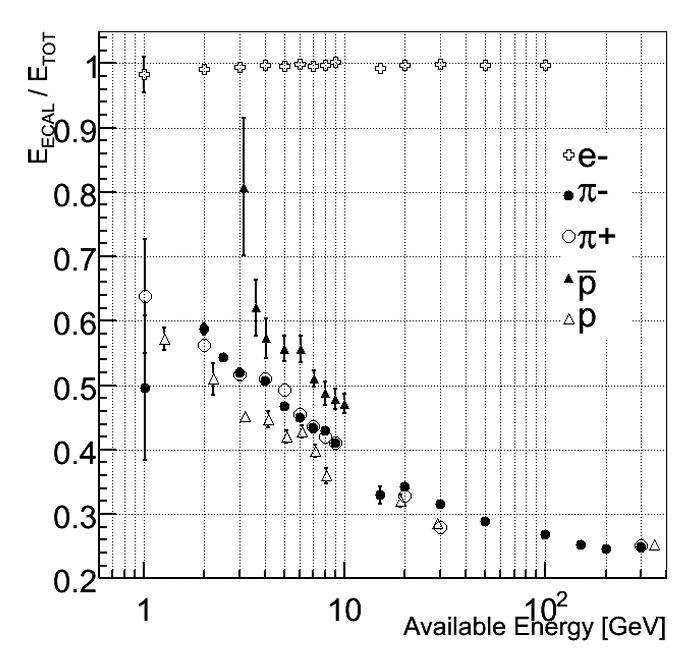 E_ECAL / E_TOT
1
0.9
0.8
0.7
0.6
0.5
0.4
0.3
0.2
e-
π-
π+
p̅
p
1
10
10²
Available Energy [GeV]